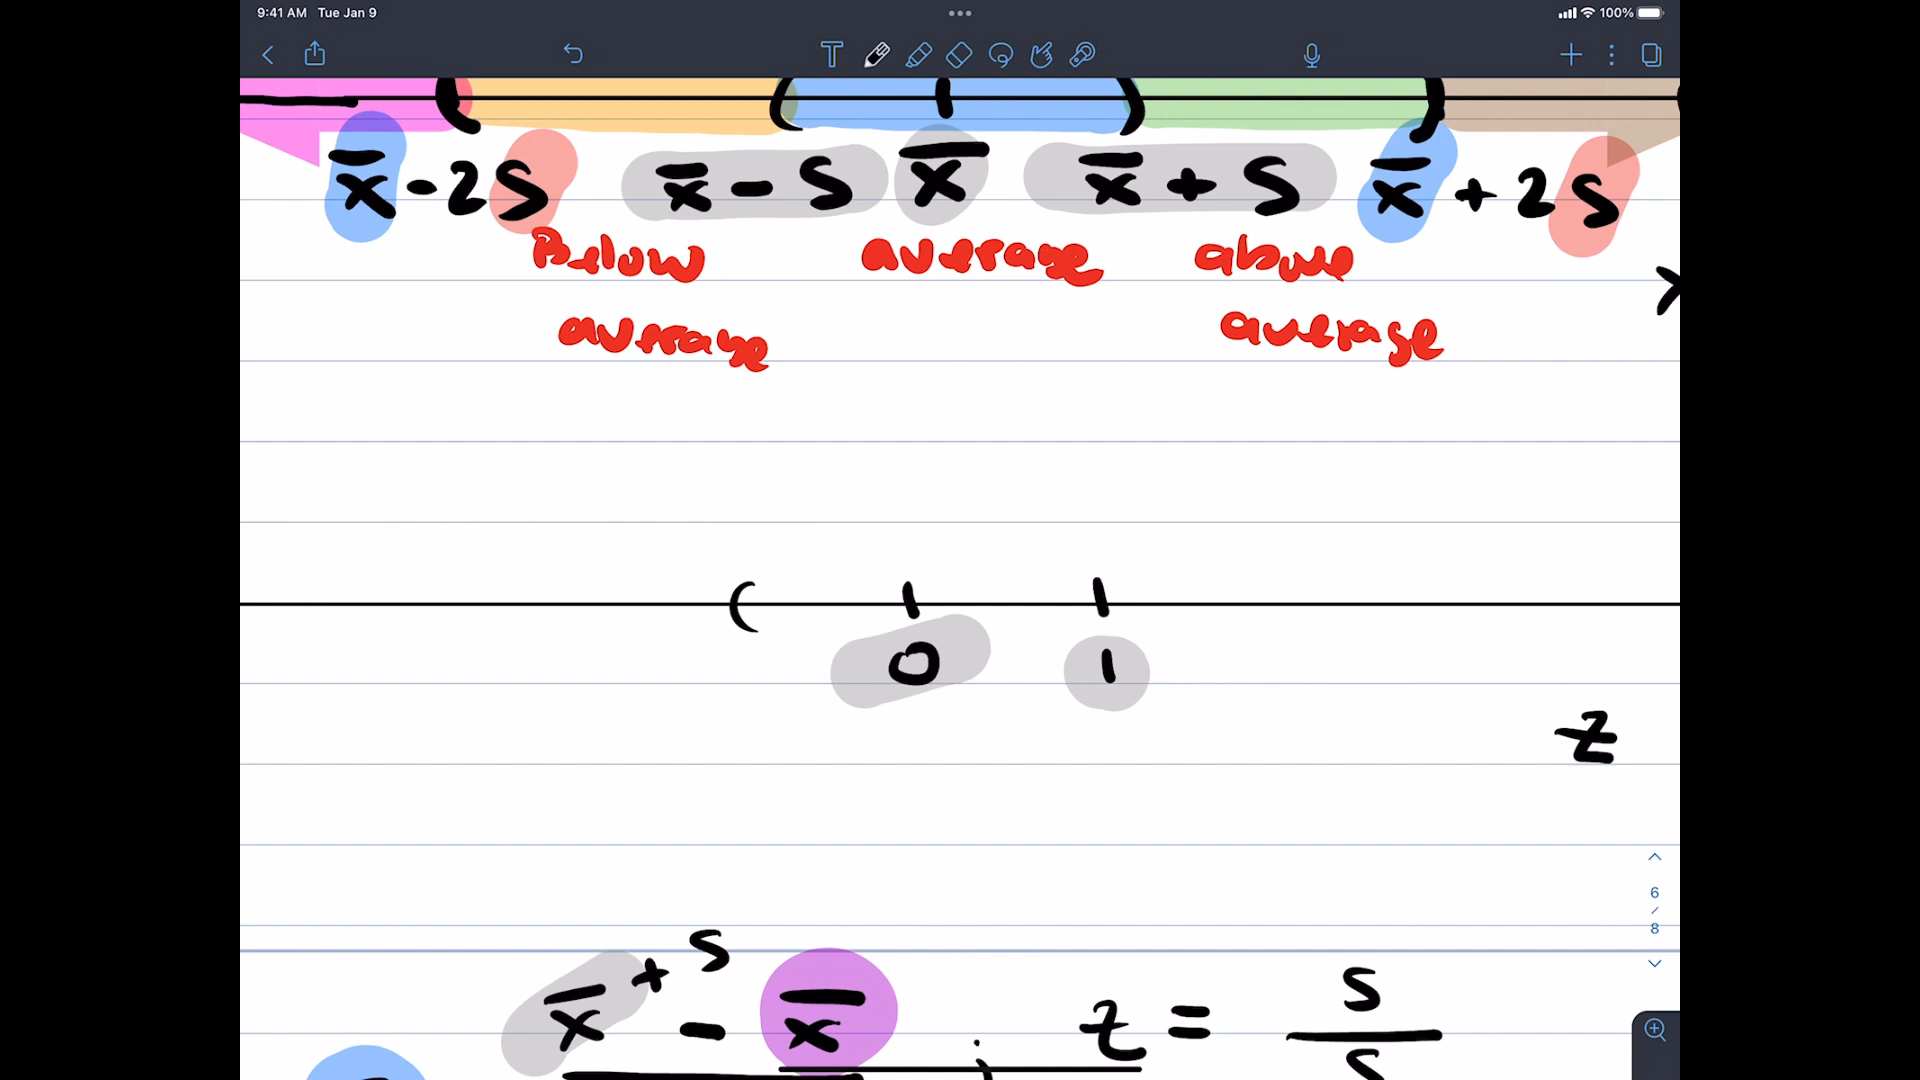 9:41 AM Tue Jan 9
100%
x̄ - 2S x̄ - S x̄ x̄ + S x̄ + 2S
Below average above
average average
( 
0 1
z
6
/
8
x̄ + s - x̄ z = s
s